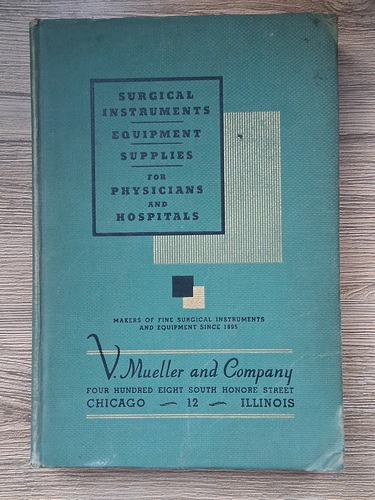 SURGICAL
INSTRUMENTS
EQUIPMENT
SUPPLIES
FOR
PHYSICIANS
AND
HOSPITALS
MAKERS OF FINE SURGICAL INSTRUMENTS
AND EQUIPMENT SINCE 1895
V. Mueller and Company
FOUR HUNDRED EIGHT SOUTH HONORE STREET
CHICAGO — 12 — ILLINOIS